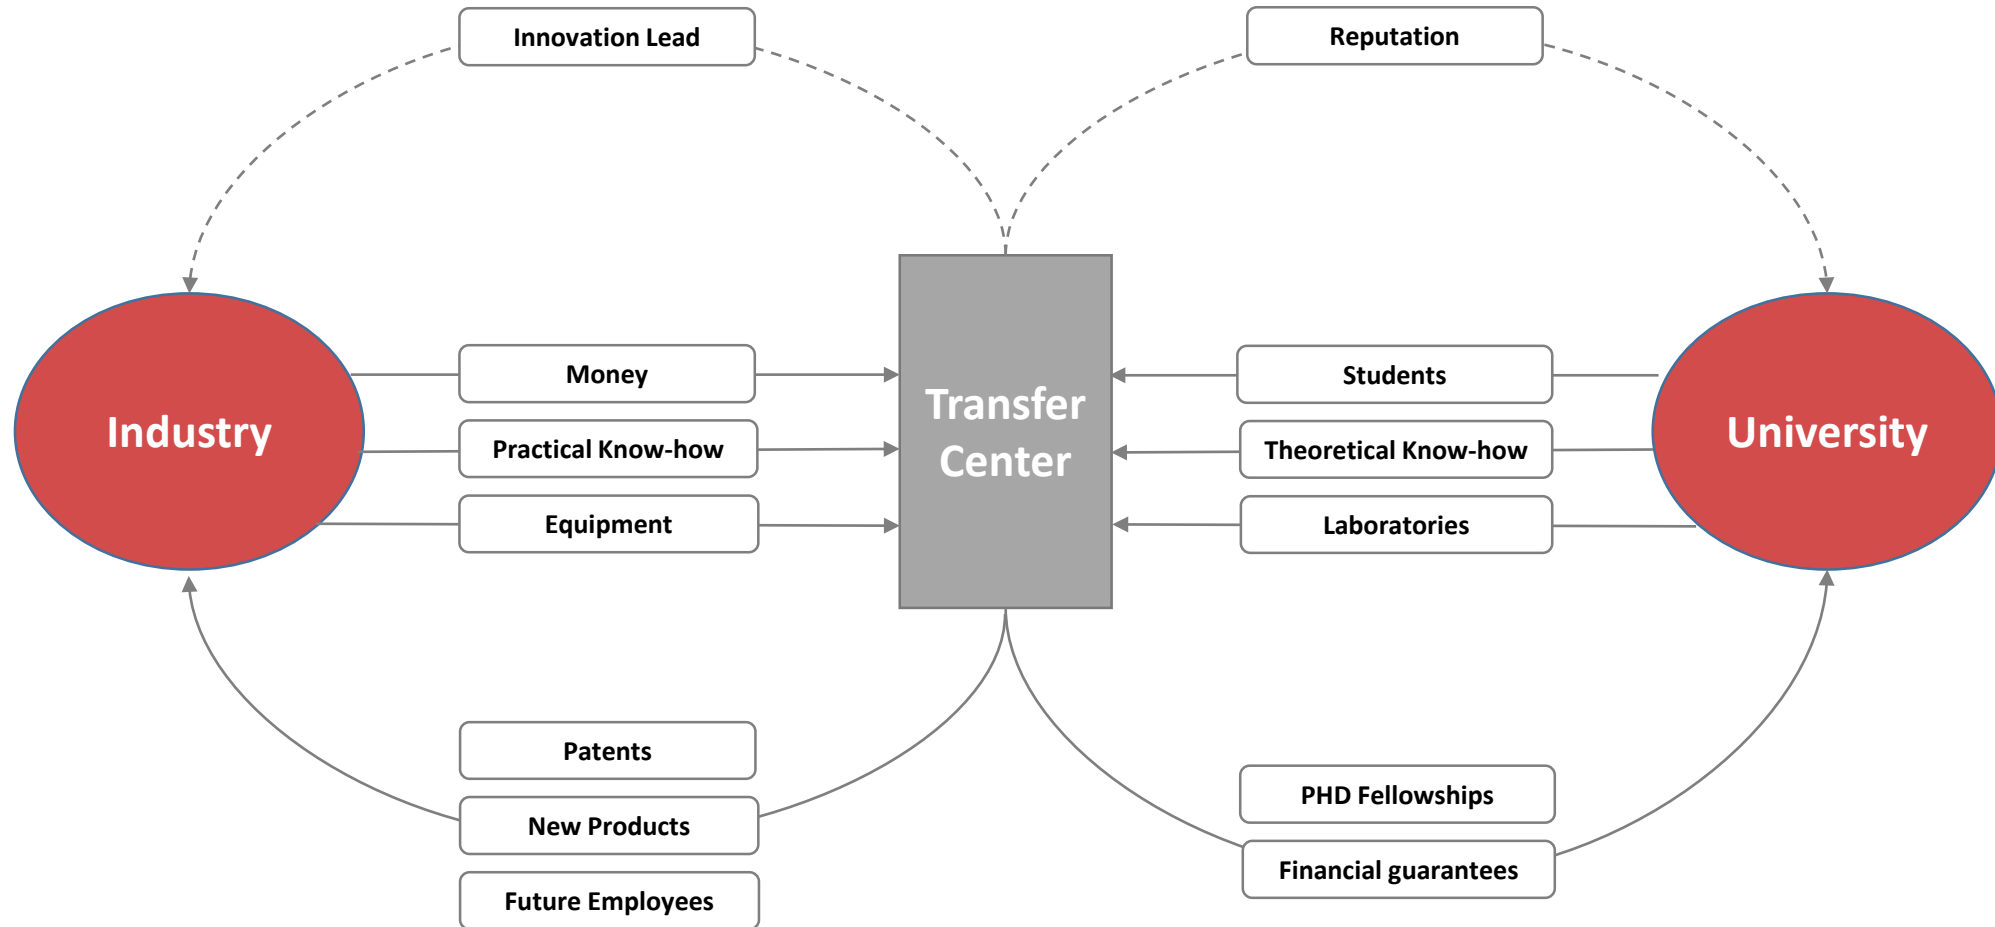 Innovation Lead
Reputation
Money
Students
Industry
Practical Know-how
Transfer
Center
Theoretical Know-how
University
Equipment
Laboratories
Patents
PHD Fellowships
New Products
Financial guarantees
Future Employees